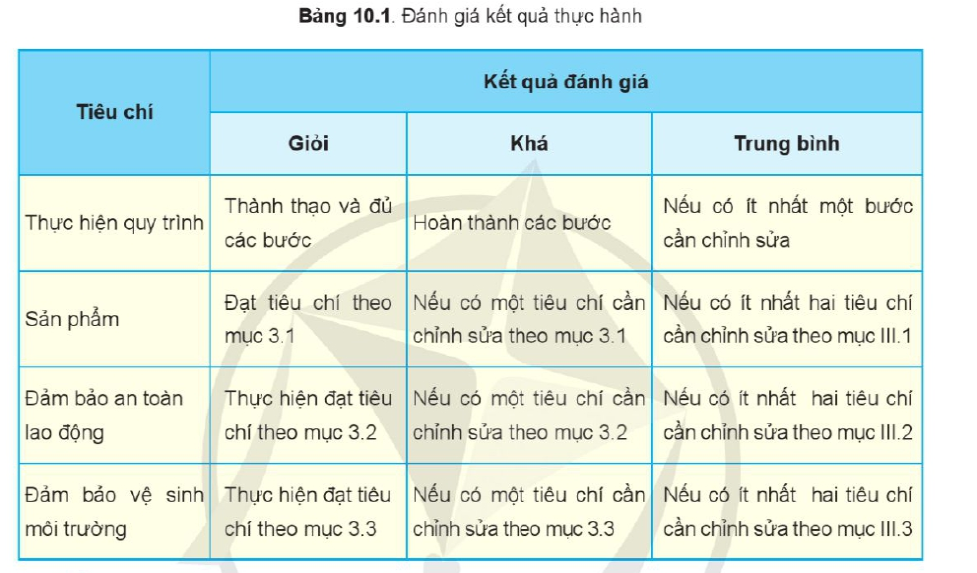 Bảng 10.1. Đánh giá kết quả thực hành
Tiêu chí
Kết quả đánh giá
Giỏi
Khá
Trung bình
Thực hiện quy trình
Thành thạo và đủ
các bước
Hoàn thành các bước
Nếu có ít nhất một bước
cần chỉnh sửa
Sản phẩm
Đạt tiêu chí theo
mục 3.1
Nếu có một tiêu chí cần
chỉnh sửa theo mục 3.1
Nếu có ít nhất hai tiêu chí
cần chỉnh sửa theo mục III.1
Đảm bảo an toàn
lao động
Thực hiện đạt tiêu
chí theo mục 3.2
Nếu có một tiêu chí cần
chỉnh sửa theo mục 3.2
Nếu có ít nhất hai tiêu chí
cần chỉnh sửa theo mục III.2
Đảm bảo vệ sinh
môi trường
Thực hiện đạt tiêu
chí theo mục 3.3
Nếu có một tiêu chí cần
chỉnh sửa theo mục 3.3
Nếu có ít nhất hai tiêu chí
cần chỉnh sửa theo mục III.3